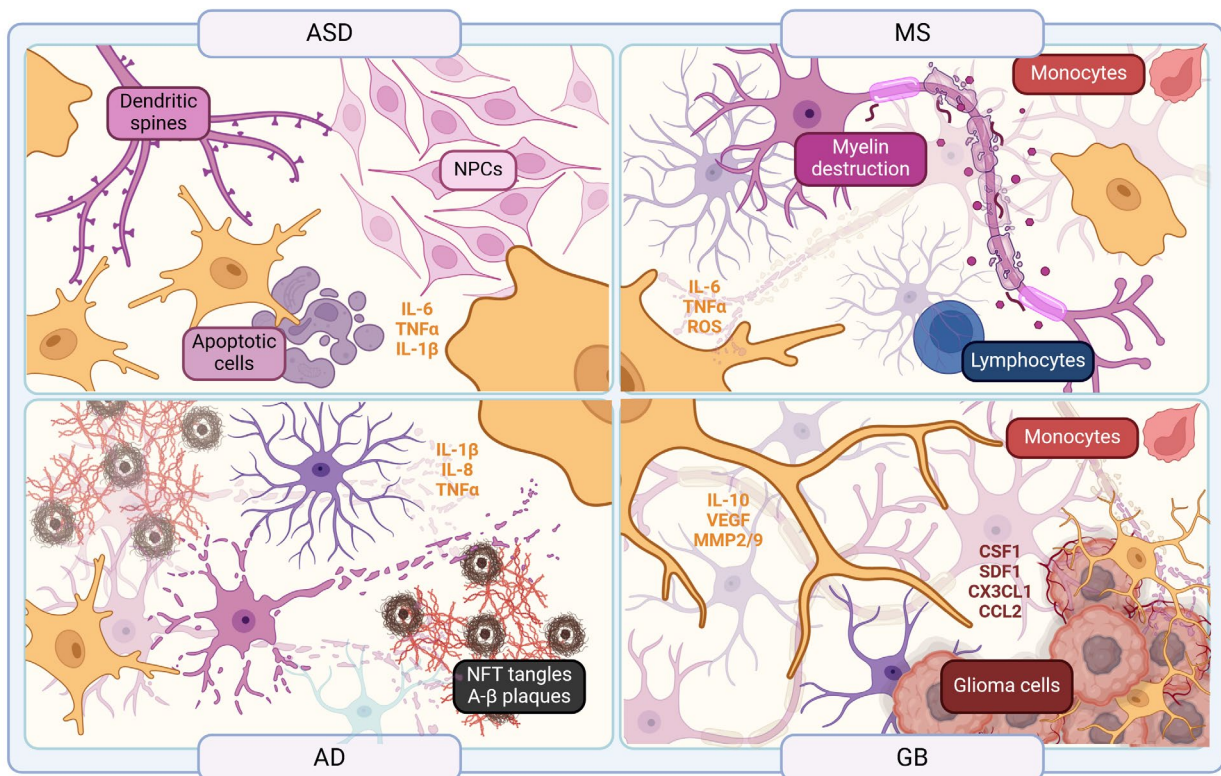 ASD
Dendritic
spines
NPCs
IL-6
TNFα
IL-1β
Apoptotic
cells
MS
Monocytes
Myelin
destruction
IL-6
TNFα
ROS
Lymphocytes
IL-1β
IL-8
TNFα
NFT tangles
A-β plaques
AD
Monocytes
IL-10
VEGF
MMP2/9
CSF1
SDF1
CX3CL1
CCL2
Glioma cells
GB